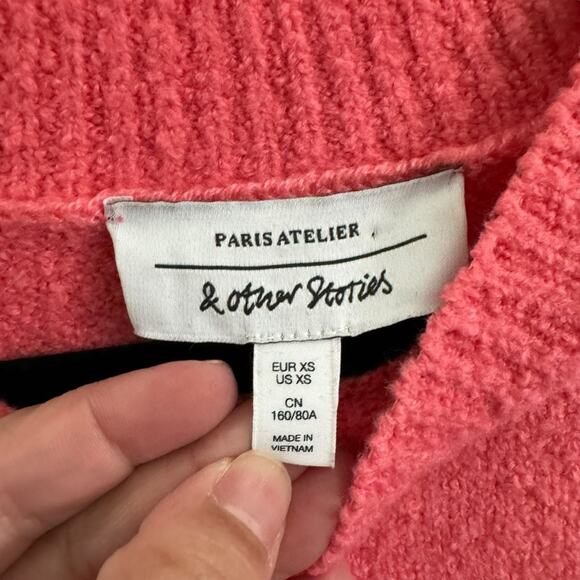 PARIS ATELIER
& other Stories
EUR XS
US XS
CN
160/80A
MADE IN
VIETNAM